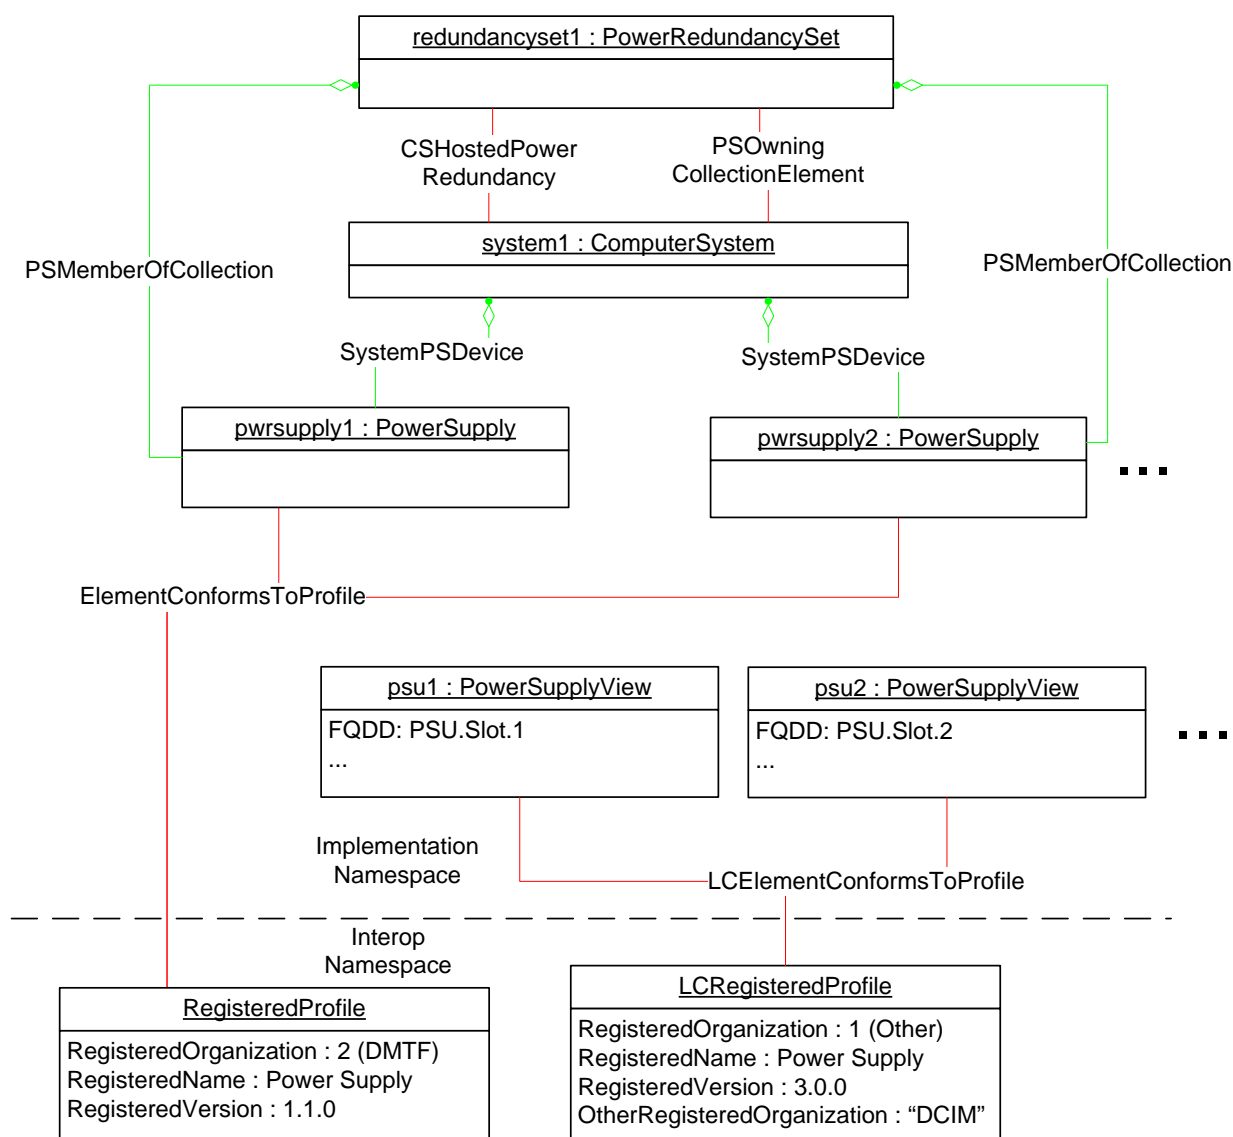 redundancyset1 : PowerRedundancySet
CSHostedPower
Redundancy
PSOwning
CollectionElement
system1 : ComputerSystem
PSMemberOfCollection
PSMemberOfCollection
SystemPSDevice
SystemPSDevice
pwrsupply1 : PowerSupply
pwrsupply2 : PowerSupply
...
ElementConformsToProfile
psu1 : PowerSupplyView
FQDD: PSU.Slot.1
...
psu2 : PowerSupplyView
FQDD: PSU.Slot.2
...
...
Implementation
Namespace
LCElementConformsToProfile
Interop
Namespace
RegisteredProfile
RegisteredOrganization : 2 (DMTF)
RegisteredName : Power Supply
RegisteredVersion : 1.1.0
LCRegisteredProfile
RegisteredOrganization : 1 (Other)
RegisteredName : Power Supply
RegisteredVersion : 3.0.0
OtherRegisteredOrganization : “DCIM”